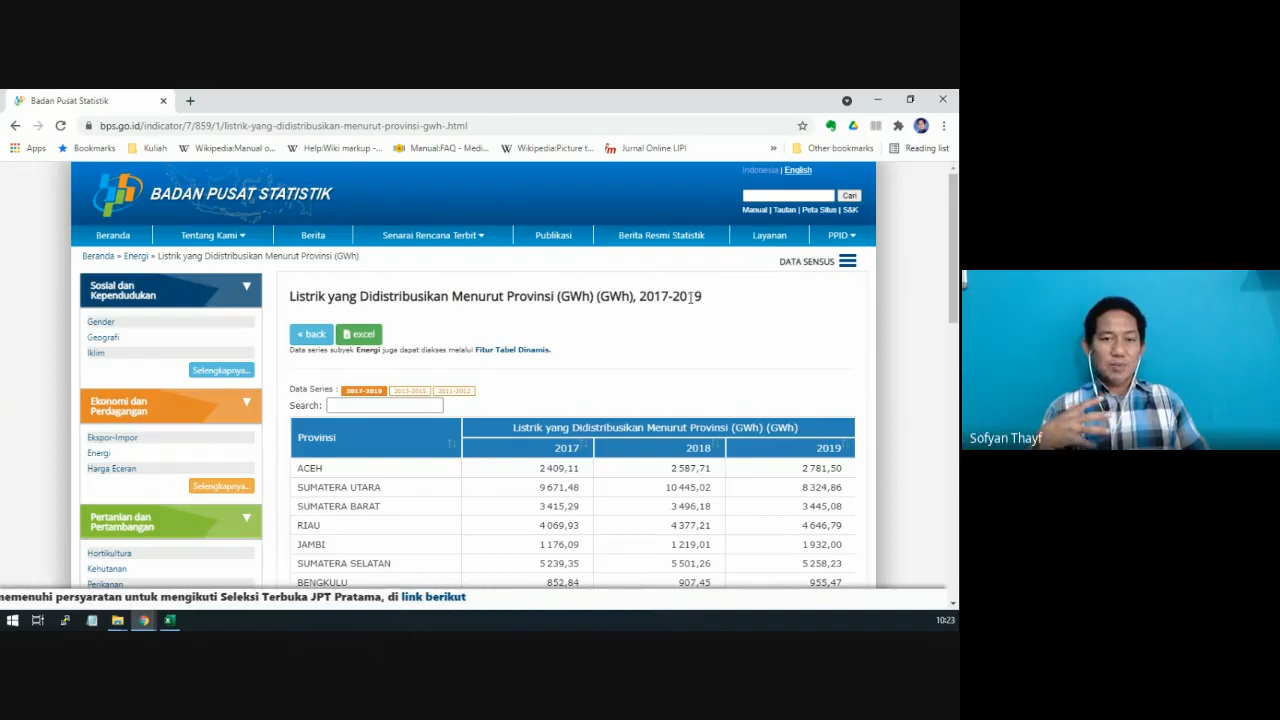 Badan Pusat Statistik
bps.go.id/indicator/7/859/1/listrik-yang-didistribusikan-menurut-provinsi-gwh-.html
Apps Bookmarks Kuliah Wikipedia:Manual o... Help:Wiki markup -... Manual:FAQ - Medi... Wikipedia:Picture t... Jurnal Online LIPI » Other bookmarks Reading list
Indonesia | English
BADAN PUSAT STATISTIK
Cari
Manual | Tautan | Peta Situs | S&K
Beranda Tentang Kami Berita Senarai Rencana Terbit Publikasi Berita Resmi Statistik Layanan PPID
Beranda » Energi » Listrik yang Didistribusikan Menurut Provinsi (GWh)
DATA SENSUS
Sosial dan
Kependudukan
Gender
Geografi
Iklim
Selengkapnya...
Ekonomi dan
Perdagangan
Ekspor-Impor
Energi
Harga Eceran
Selengkapnya...
Pertanian dan
Pertambangan
Hortikultura
Kehutanan
Perikanan
Listrik yang Didistribusikan Menurut Provinsi (GWh) (GWh), 2017-2019
« back excel
Data series subyek Energi juga dapat diakses melalui Fitur Tabel Dinamis.
Data Series : 2017-2019 2013-2015 2011-2012
Search:
Provinsi Listrik yang Didistribusikan Menurut Provinsi (GWh) (GWh)
2017 2018 2019
ACEH 2 409,11 2 587,71 2 781,50
SUMATERA UTARA 9 671,48 10 445,02 8 324,86
SUMATERA BARAT 3 415,29 3 496,18 3 445,08
RIAU 4 069,93 4 377,21 4 646,79
JAMBI 1 176,09 1 219,01 1 932,00
SUMATERA SELATAN 5 239,35 5 501,26 5 258,23
BENGKULU 852,84 907,45 955,47
memenuhi persyaratan untuk mengikuti Seleksi Terbuka JPT Pratama, di link berikut
10:23
Sofyan Thayf